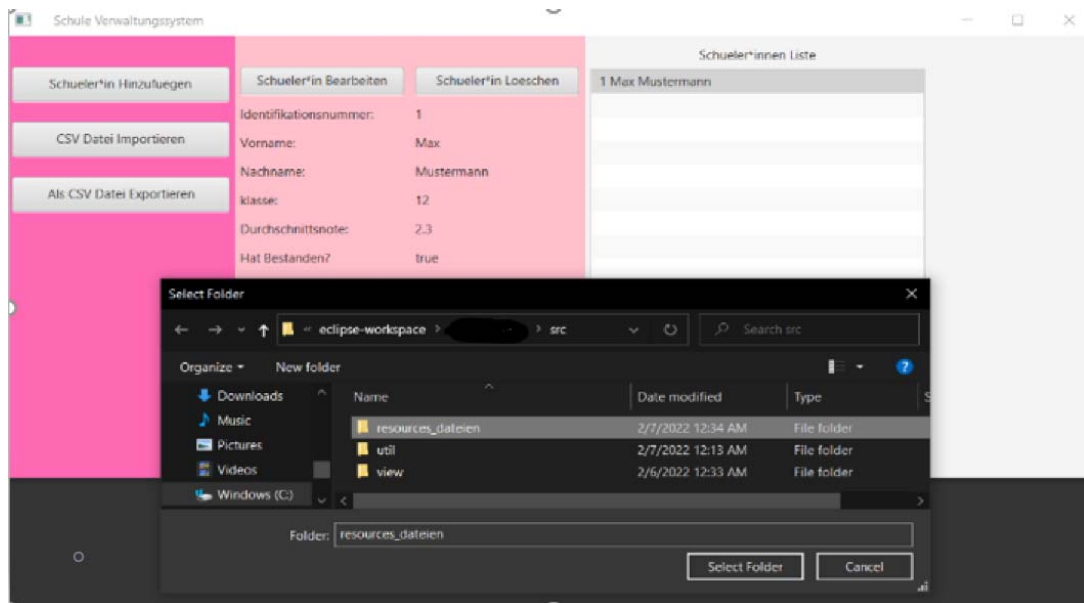 Schule Verwaltungssystem
Schueler*innen Liste
Schueler*in Hinzufuegen
Schueler*in Bearbeiten
Schueler*in Loeschen
1 Max Mustermann
Identifikationsnummer: 1
CSV Datei Importieren
Vorname: Max
Nachname: Mustermann
Als CSV Datei Exportieren
klasse: 12
Durchschnittsnote: 2.3
Hat Bestanden? true
Select Folder
« eclipse-workspace > > src
Search src
Organize
New folder
?
Downloads
Music
Pictures
Videos
Windows (C:)
Name Date modified Type S
resources_dateien 2/7/2022 12:34 AM File folder
util 2/7/2022 12:13 AM File folder
view 2/6/2022 12:33 AM File folder
Folder: resources_dateien
Select Folder
Cancel